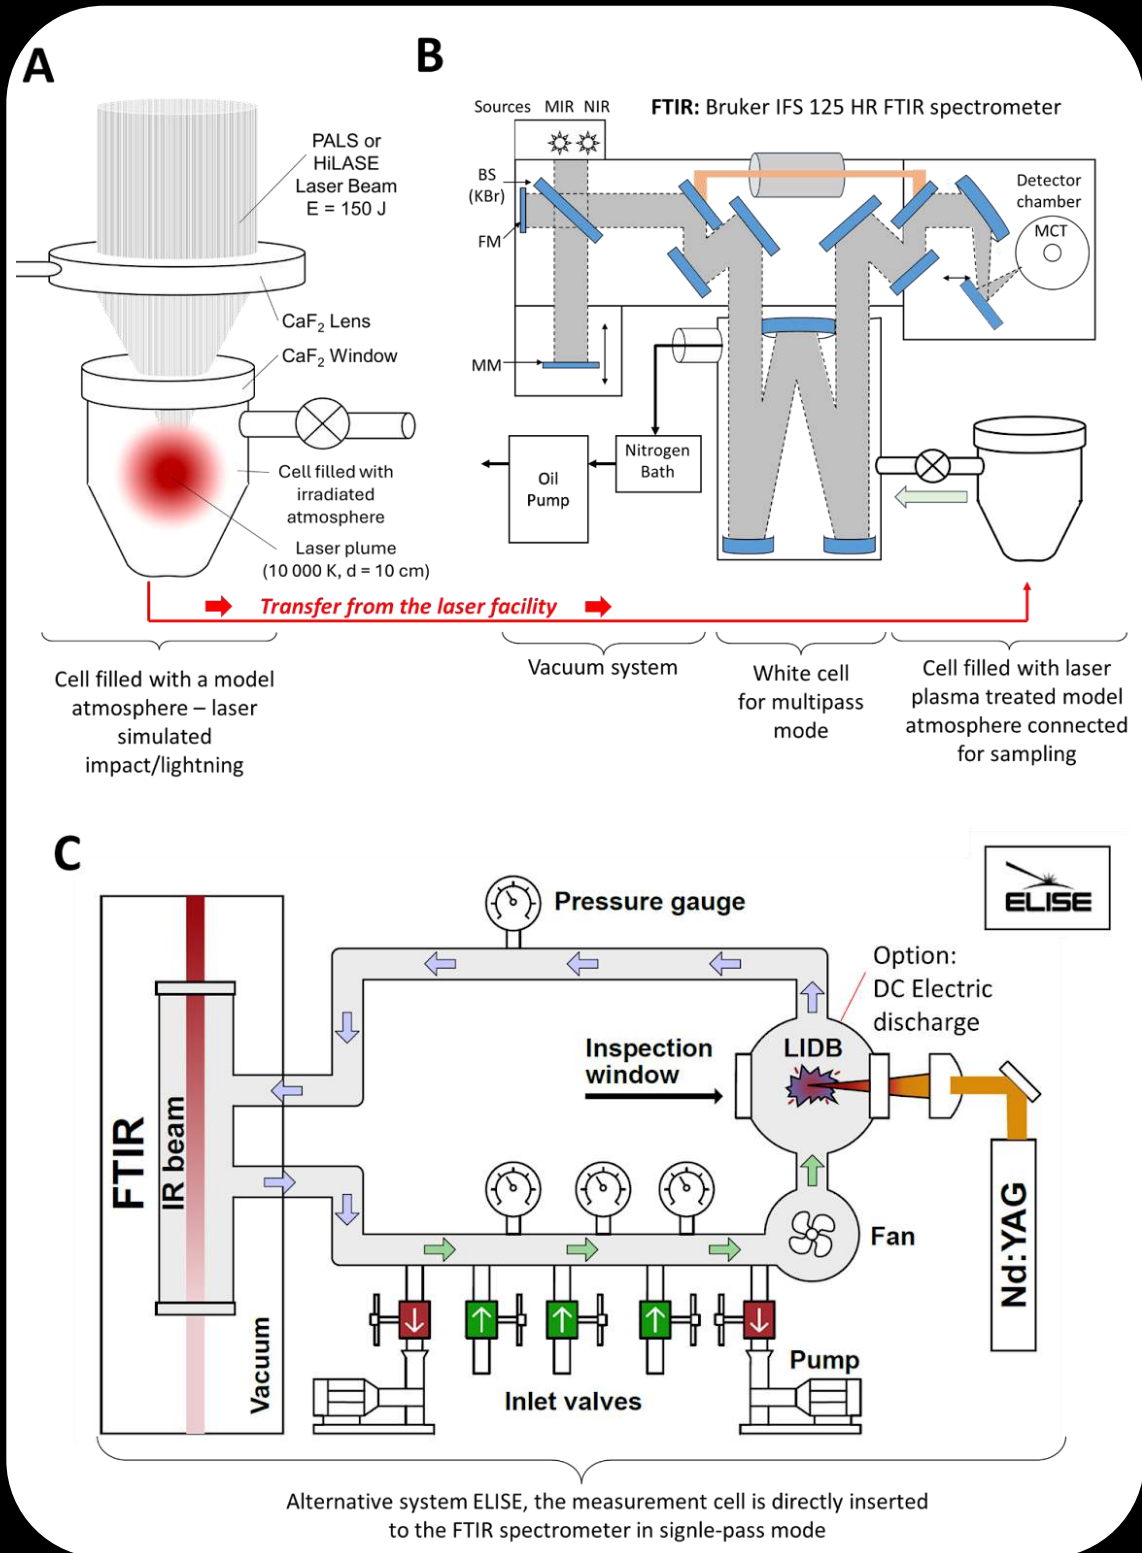 A
PALS or
HiLASE
Laser Beam
E = 150 J
CaF2 Lens
CaF2 Window
Cell filled with
irradiated
atmosphere
Laser plume
(10 000 K, d = 10 cm)
B
Sources MIR NIR
FTIR: Bruker IFS 125 HR FTIR spectrometer
BS
(KBr)
FM
MM
Detector
chamber
MCT
Nitrogen
Bath
Oil
Pump
Transfer from the laser facility
Cell filled with a model
atmosphere – laser
simulated
impact/lightning
Vacuum system
White cell
for multipass
mode
Cell filled with laser
plasma treated model
atmosphere connected
for sampling
C
ELISE
Pressure gauge
Option:
DC Electric
discharge
Inspection
window
LIDB
FTIR
IR beam
Vacuum
Fan
Nd:YAG
Pump
Inlet valves
Alternative system ELISE, the measurement cell is directly inserted
to the FTIR spectrometer in signle-pass mode